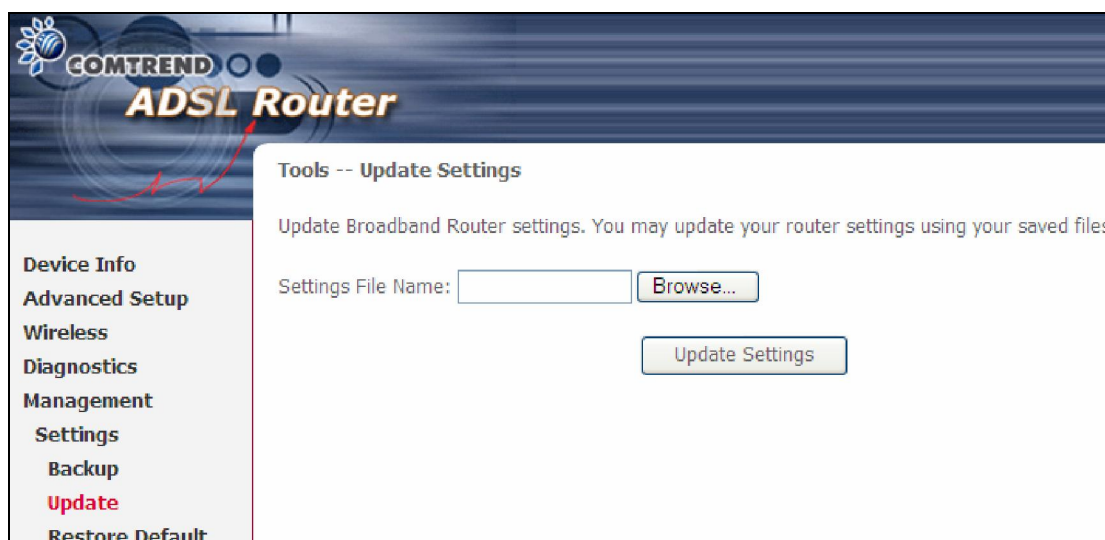 COMTREND
ADSL Router
Tools -- Update Settings
Update Broadband Router settings. You may update your router settings using your saved files
Settings File Name:
Browse...
Update Settings
Device Info
Advanced Setup
Wireless
Diagnostics
Management
Settings
Backup
Update
Restore Default